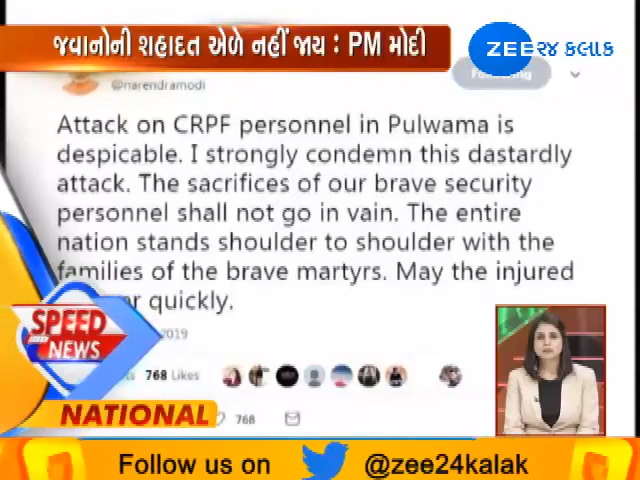 જવાનોની શહાદત એળે નહીં જાય : PM મોદી
ZEE ૨૪ કલાક
@narendramodi
Following
Attack on CRPF personnel in Pulwama is
despicable. I strongly condemn this dastardly
attack. The sacrifices of our brave security
personnel shall not go in vain. The entire
nation stands shoulder to shoulder with the
families of the brave martyrs. May the injured
quickly.
2019
768 Likes
768
SPEED
NEWS
NATIONAL
Follow us on @zee24kalak